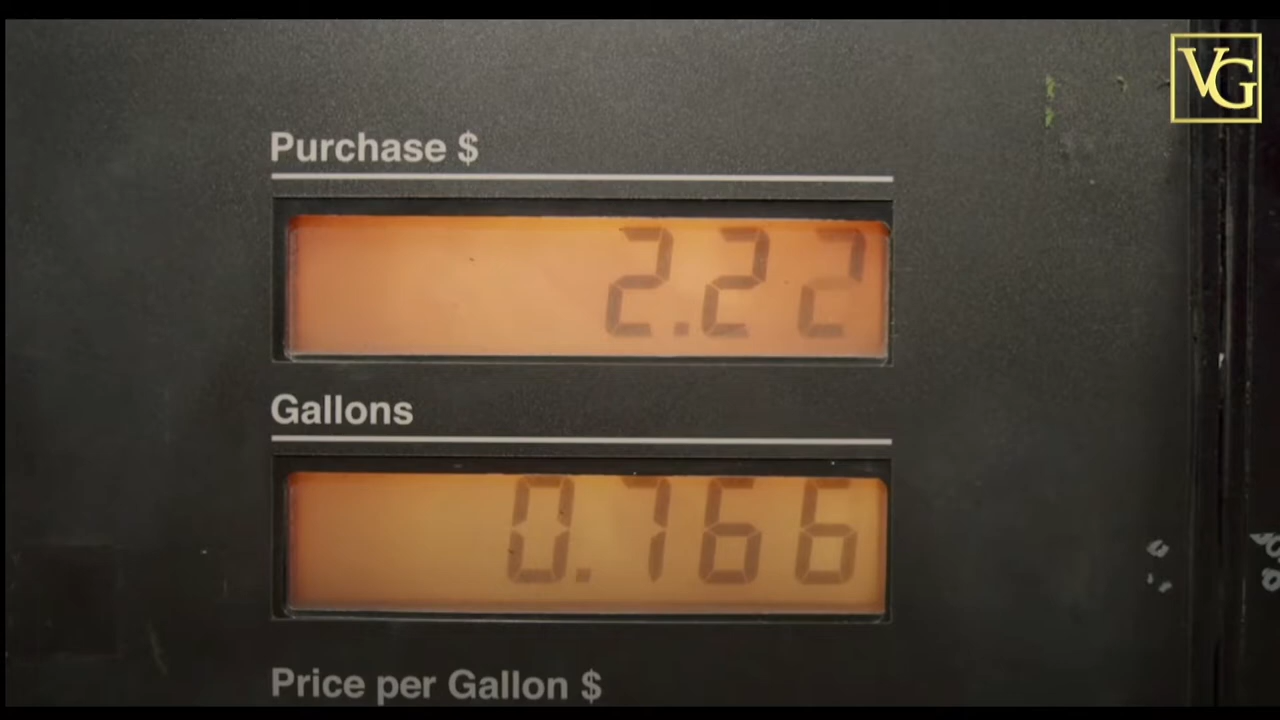 VG
Purchase $
2.22
Gallons
0.766
Price per Gallon $